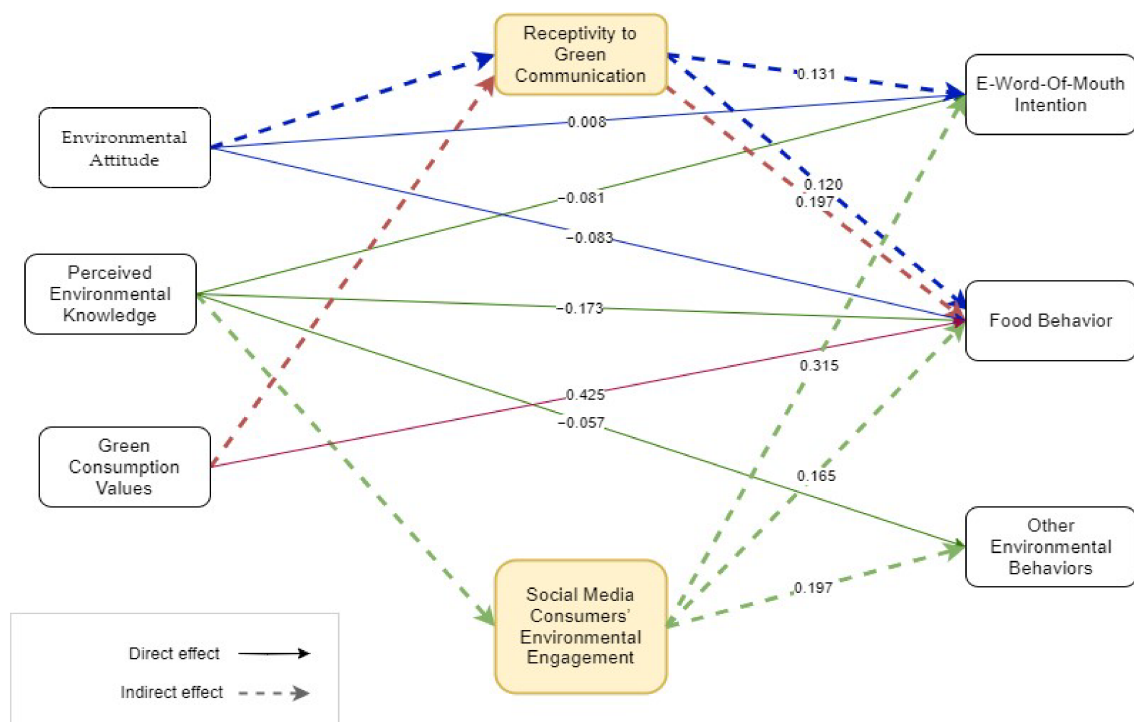 Receptivity to
Green
Communication
0.131
E-Word-Of-Mouth
Intention
Environmental
Attitude
0.008
−0.081
−0.083
0.120
0.197
Perceived
Environmental
Knowledge
−0.173
Food Behavior
0.315
0.425
−0.057
Green
Consumption
Values
0.165
Other
Environmental
Behaviors
0.197
Social Media
Consumers’
Environmental
Engagement
Direct effect
Indirect effect